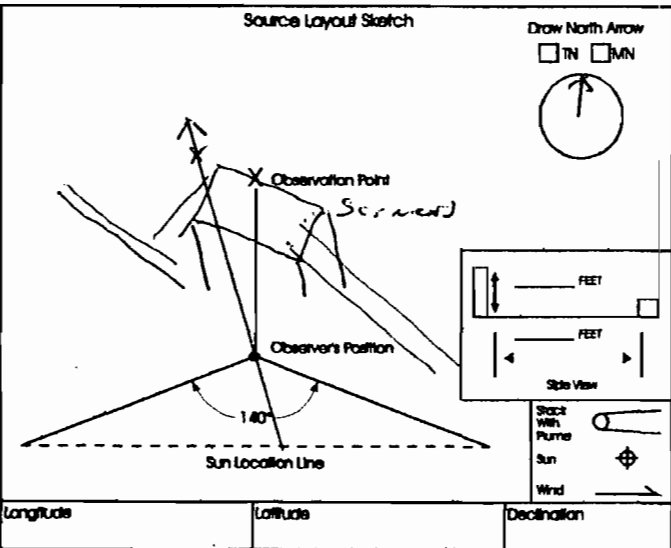 Source Layout Sketch
Draw North Arrow
TN MN
X Observation Point
X
FEET
FEET
Side View
Observer's Position
140°
Sun Location Line
Stack
With
Plume
Sun
Wind
Longitude Latitude Declination